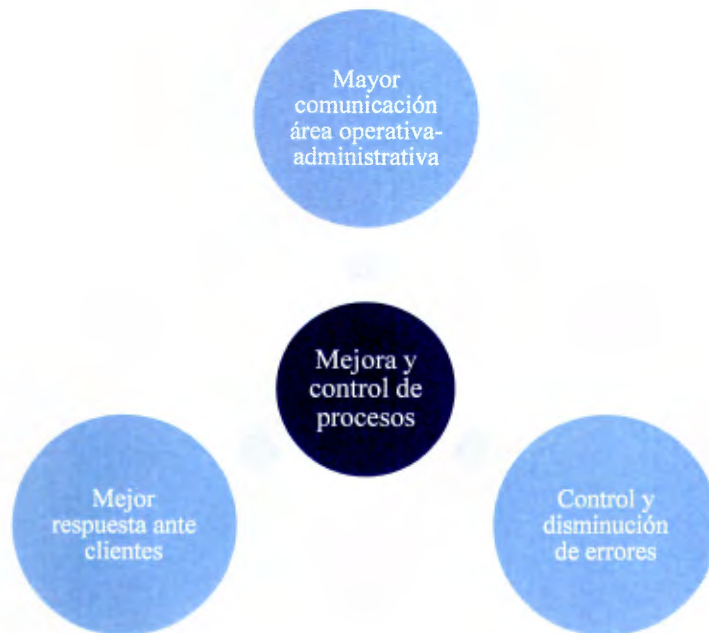 Mayor
comunicación
área operativa-
administrativa
Mejora y
control de
procesos
Mejor
respuesta ante
clientes
Control y
disminución
de errores